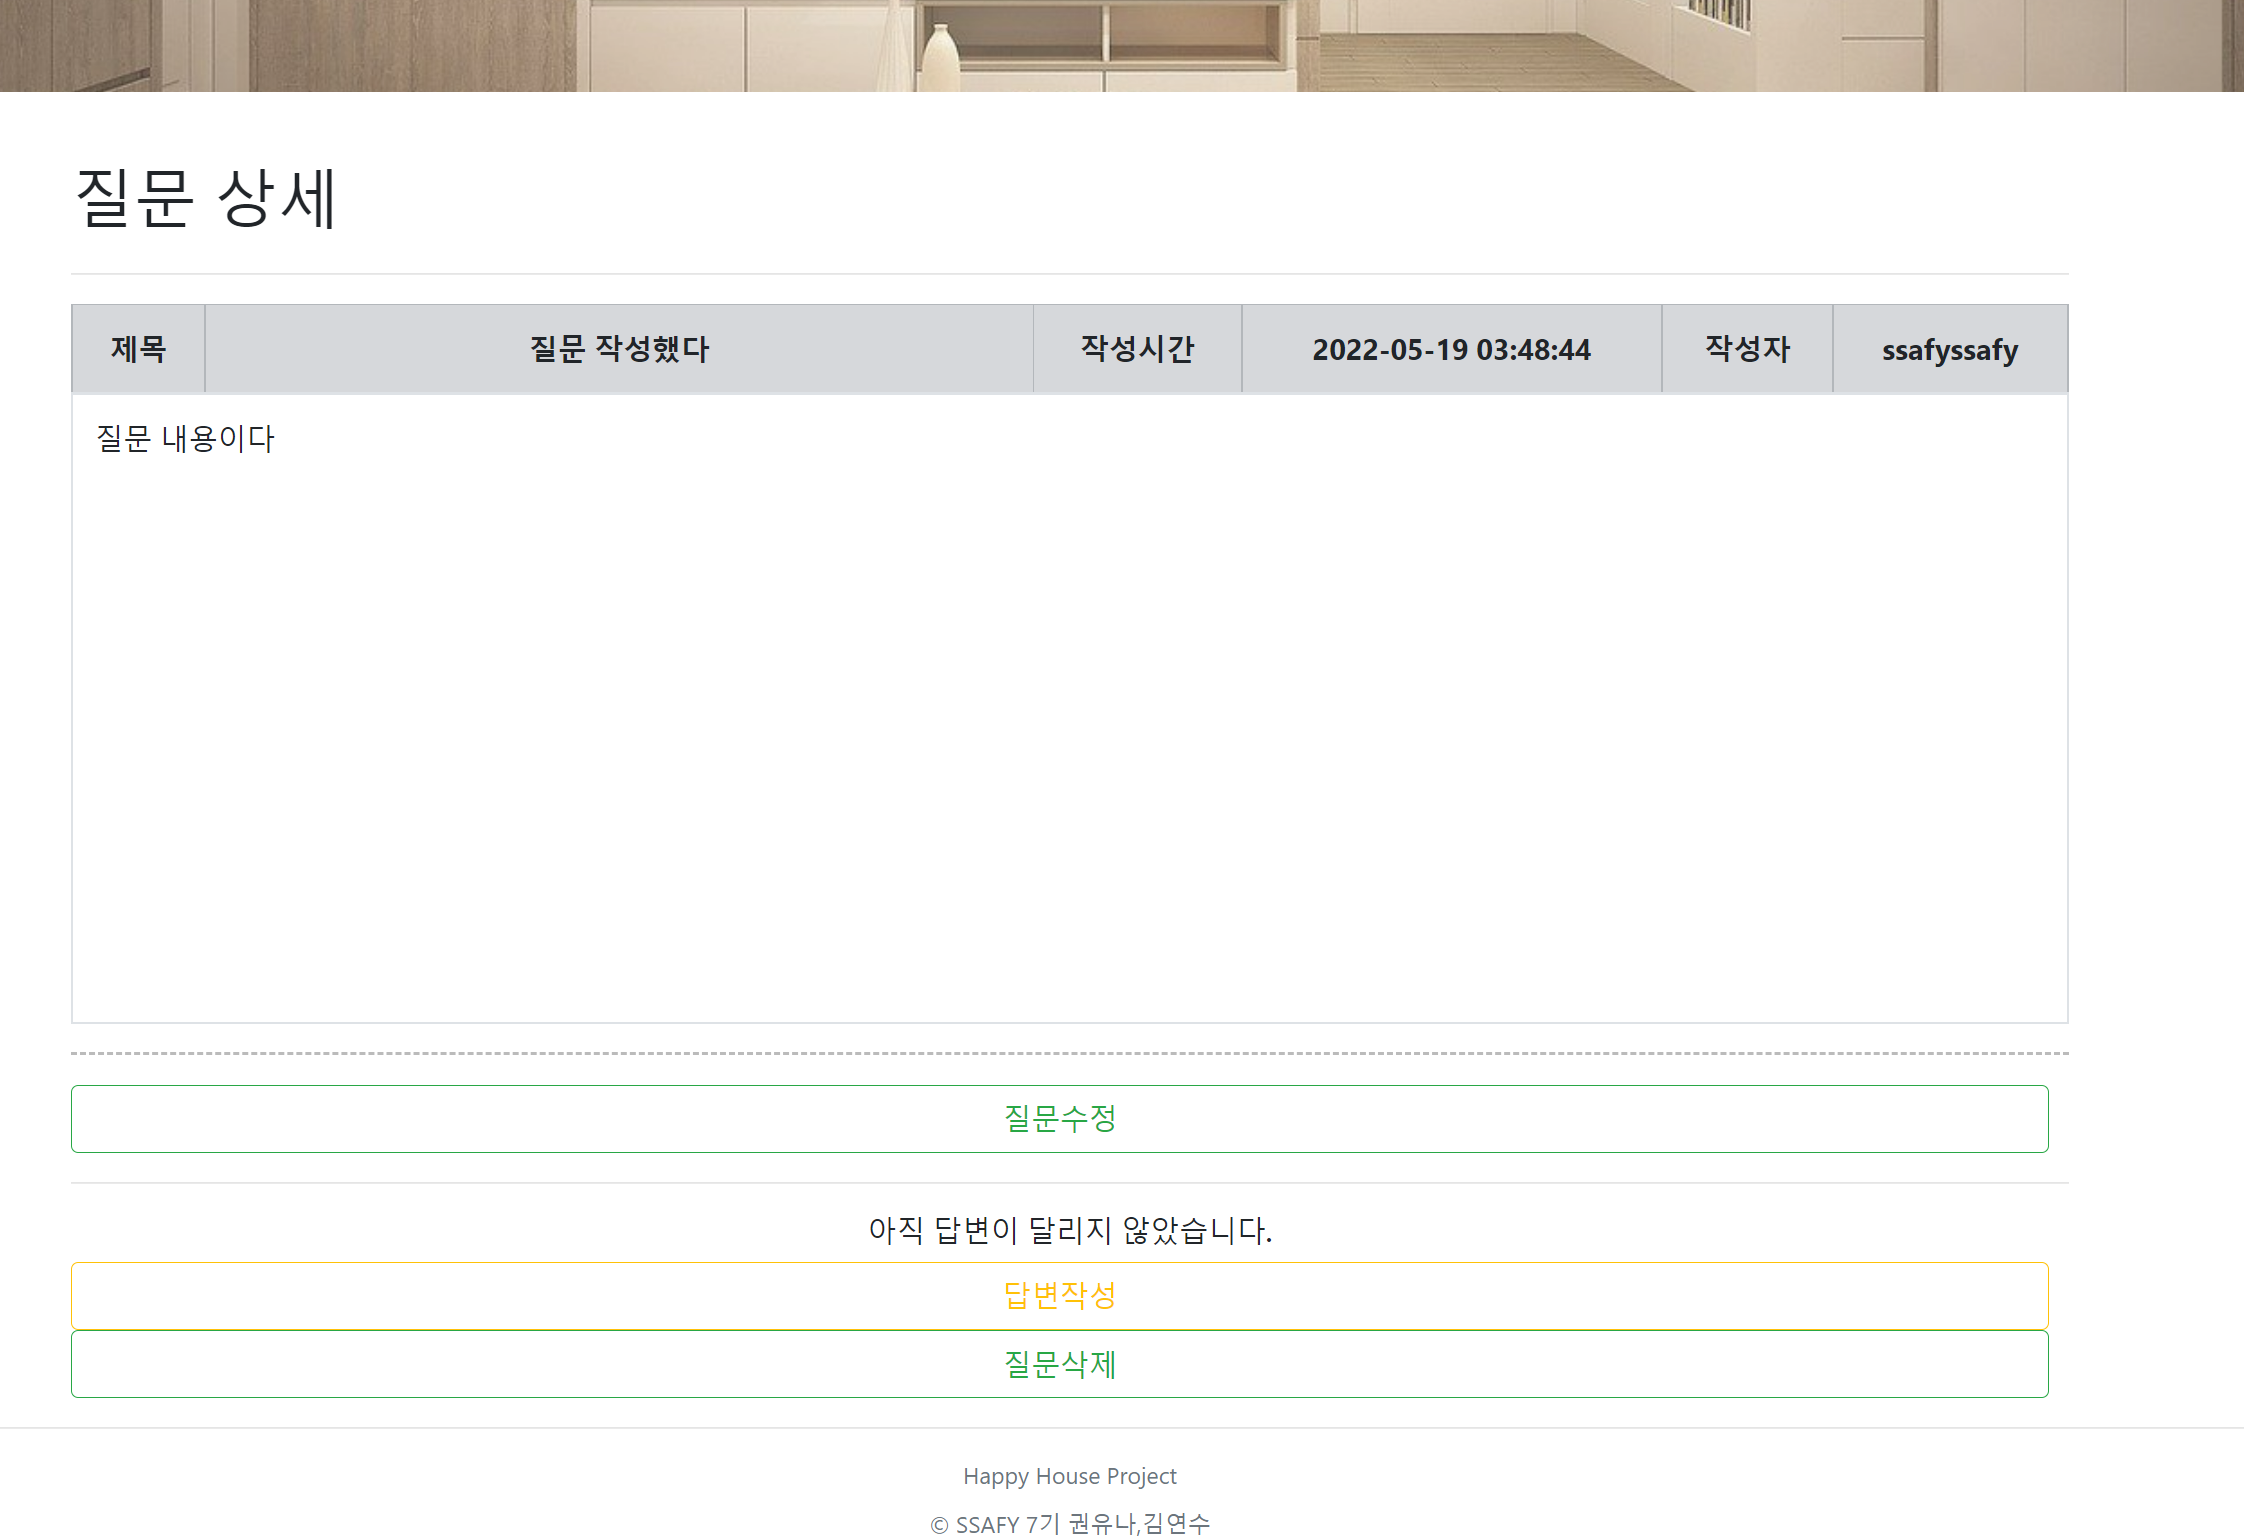 질문 상세
제목 질문 작성했다 작성시간 2022-05-19 03:48:44 작성자 ssafyssafy
질문 내용이다
질문수정
아직 답변이 달리지 않았습니다.
답변작성
질문삭제
Happy House Project
© SSAFY 7기 권유나,김연수